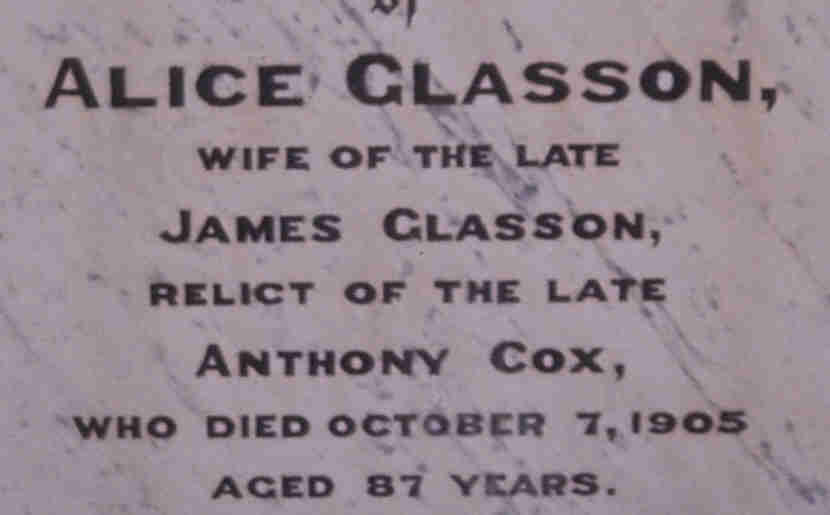 of
ALICE GLASSON,
WIFE OF THE LATE
JAMES GLASSON,
RELICT OF THE LATE
ANTHONY COX,
WHO DIED OCTOBER 7, 1905
AGED 87 YEARS.